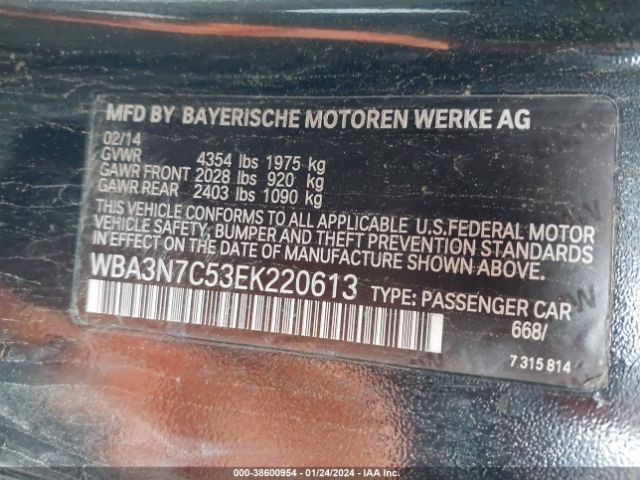 MFD BY BAYERISCHE MOTOREN WERKE AG
02/14
GVWR 4354 lbs 1975 kg
GAWR FRONT 2028 lbs 920 kg
GAWR REAR 2403 lbs 1090 kg
THIS VEHICLE CONFORMS TO ALL APPLICABLE U.S.FEDERAL MOTOR
VEHICLE SAFETY, BUMPER AND THEFT PREVENTION STANDARDS
IN EFFECT ON THE DATE OF MANUFACTURE SHOWN ABOVE.
WBA3N7C53EK220613 TYPE: PASSENGER CAR
668/
7 315 814
000-38600954 - 01/24/2024 - IAA Inc.